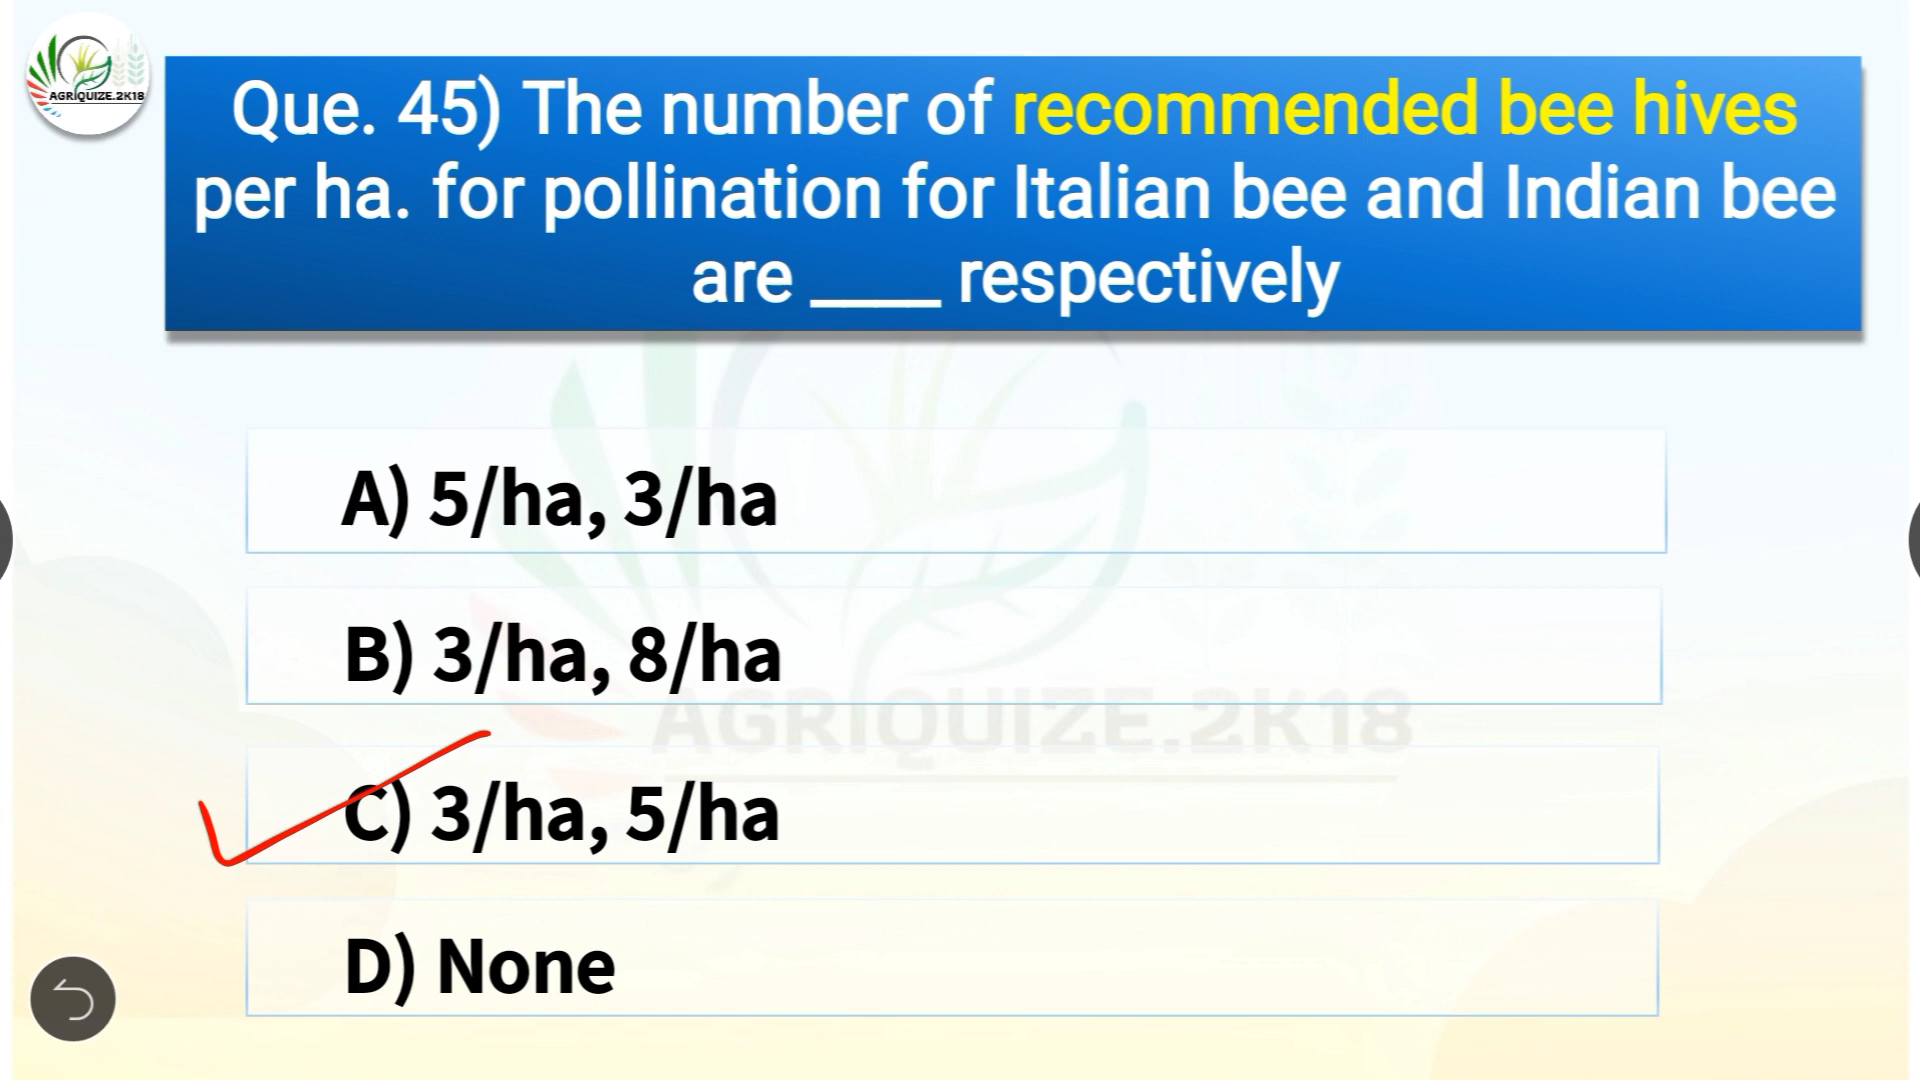 AGRIQUIZE.2K18
Que. 45) The number of recommended bee hives
per ha. for pollination for Italian bee and Indian bee
are ____ respectively
A) 5/ha, 3/ha
B) 3/ha, 8/ha
AGRIQUIZE.2K18
C) 3/ha, 5/ha
D) None